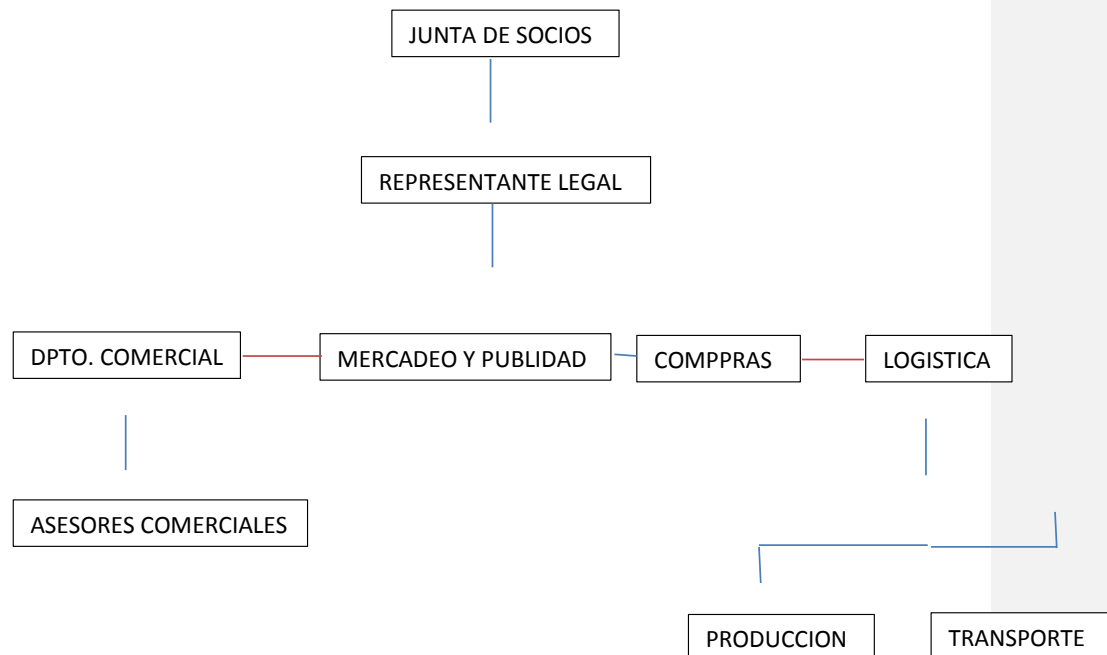 JUNTA DE SOCIOS
REPRESENTANTE LEGAL
DPTO. COMERCIAL
MERCADEO Y PUBLIDAD
COMPPRAS
LOGISTICA
ASESORES COMERCIALES
PRODUCCION
TRANSPORTE